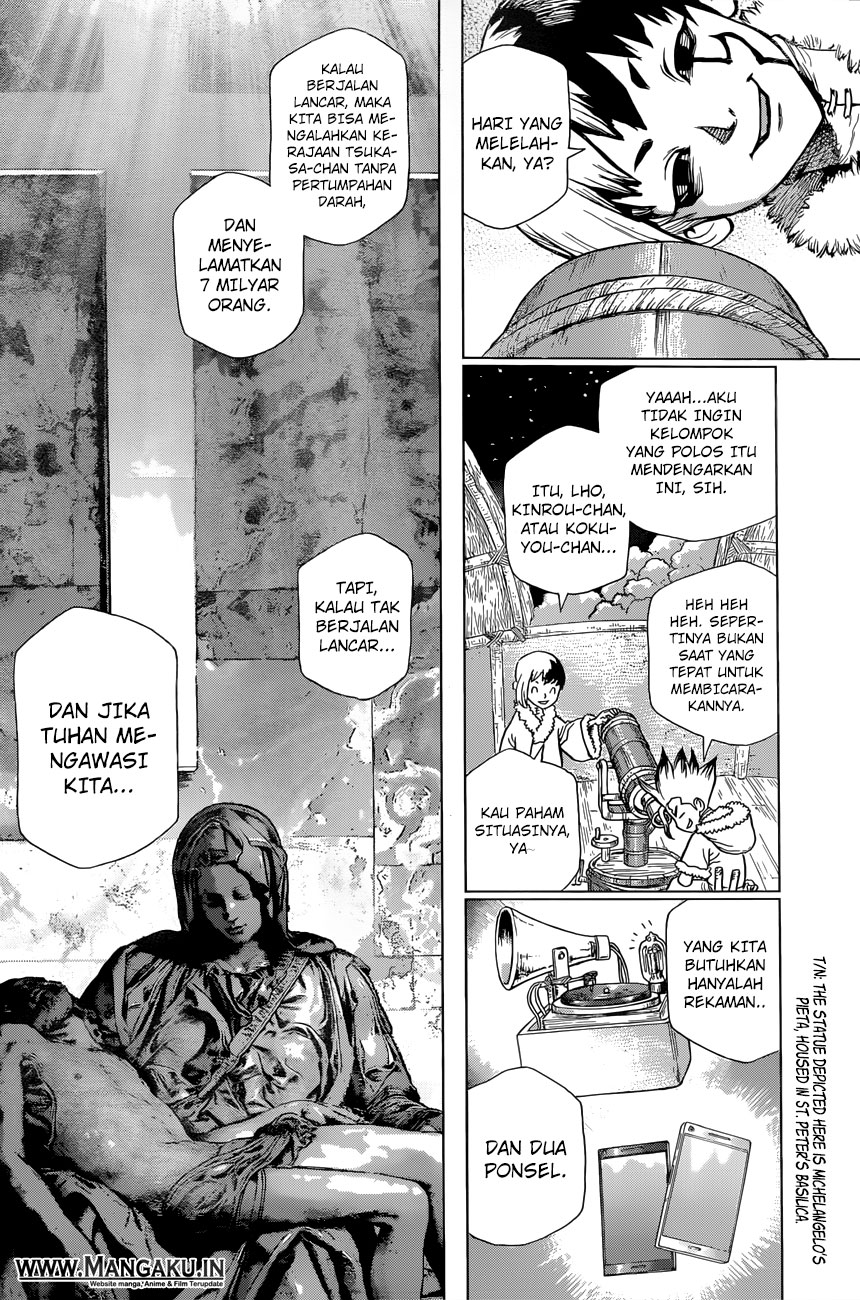 HARI YANG
MELELAH-
KAN, YA?
YAAAH...AKU
TIDAK INGIN
KELOMPOK
YANG POLOS ITU
MENDENGARKAN
INI, SIH.
ITU, LHO,
KINROU-CHAN,
ATAU KOKU-
YOU-CHAN...
HEH HEH
HEH. SEPER-
TINYA BUKAN
SAAT YANG
TEPAT UNTUK
MEMBICARA-
KANNYA.
KAU PAHAM
SITUASINYA,
YA
YANG KITA
BUTUHKAN
HANYALAH
REKAMAN..
DAN DUA
PONSEL.
T/N: THE STATUE DEPICTED HERE IS MICHELANGELO'S
PIETA, HOUSED IN ST. PETER'S BASILICA.
KALAU
BERJALAN
LANCAR, MAKA
KITA BISA ME-
NGALAHKAN KE-
RAJAAN TSUKA-
SA-CHAN TANPA
PERTUMPAHAN
DARAH,
DAN
MENYE-
LAMATKAN
7 MILYAR
ORANG.
TAPI,
KALAU TAK
BERJALAN
LANCAR...
DAN JIKA
TUHAN ME-
NGAWASI
KITA...
WWW.MANGAKU.IN
Website manga, Anime & Film Terupdate